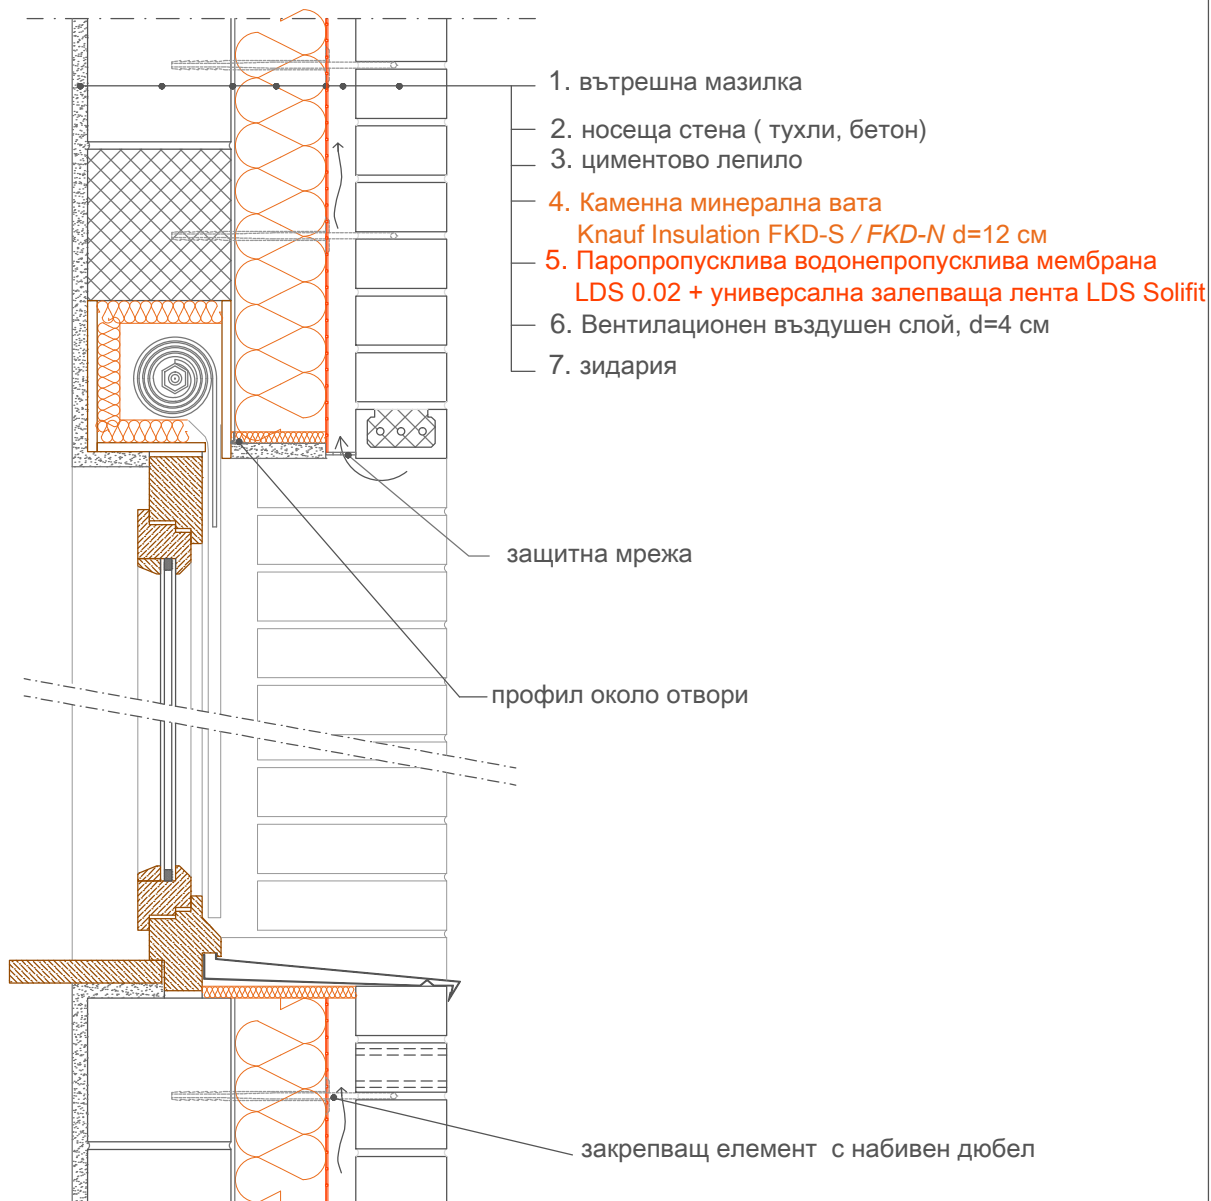 1. вътрешна мазилка
2. носеща стена ( тухли, бетон)
3. циментово лепило
4. Каменна минерална вата
Knauf Insulation FKD-S / FKD-N d=12 см
5. Паропропусклива водонепропусклива мембрана
LDS 0.02 + универсална залепваща лента LDS Solifit
6. Вентилационен въздушен слой, d=4 см
7. зидария
защитна мрежа
профил около отвори
закрепващ елемент с набивен дюбел